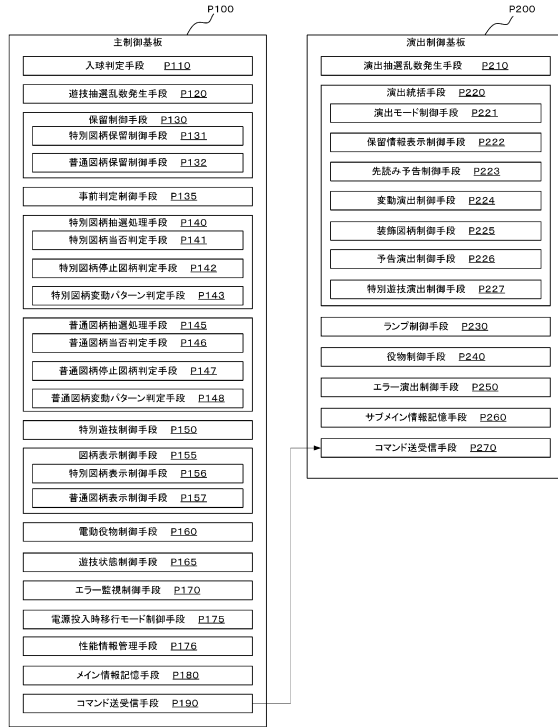 P100
主制御基板
入球判定手段 P110
遊技抽選乱数発生手段 P120
保留制御手段 P130
特別図柄保留制御手段 P131
普通図柄保留制御手段 P132
事前判定制御手段 P135
特別図柄抽選処理手段 P140
特別図柄当否判定手段 P141
特別図柄停止図柄判定手段 P142
特別図柄変動パターン判定手段 P143
普通図柄抽選処理手段 P145
普通図柄当否判定手段 P146
普通図柄停止図柄判定手段 P147
普通図柄変動パターン判定手段 P148
特別遊技制御手段 P150
図柄表示制御手段 P155
特別図柄表示制御手段 P156
普通図柄表示制御手段 P157
電動役物制御手段 P160
遊技状態制御手段 P165
エラー監視制御手段 P170
電源投入時移行モード制御手段 P175
性能情報管理手段 P176
メイン情報記憶手段 P180
コマンド送受信手段 P190
P200
演出制御基板
演出抽選乱数発生手段 P210
演出統括手段 P220
演出モード制御手段 P221
保留情報表示制御手段 P222
先読み予告制御手段 P223
変動演出制御手段 P224
装飾図柄制御手段 P225
予告演出制御手段 P226
特別遊技演出制御手段 P227
ランプ制御手段 P230
役物制御手段 P240
エラー演出制御手段 P250
サブメイン情報記憶手段 P260
コマンド送受信手段 P270